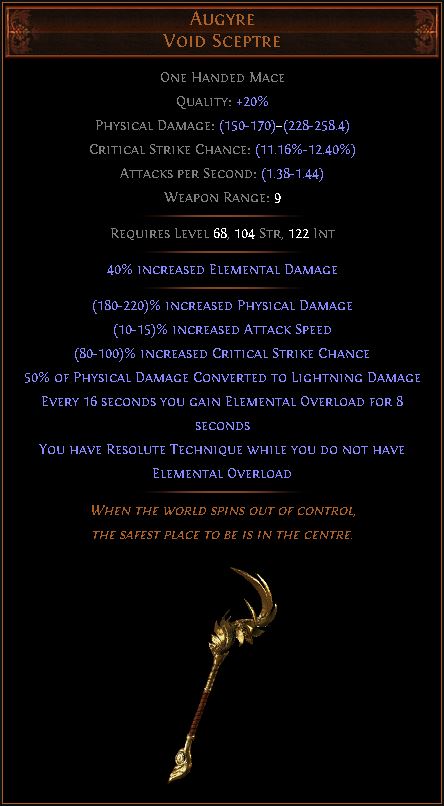 Augyre
Void Sceptre
One Handed Mace
Quality: +20%
Physical Damage: (150-170)–(228-258.4)
Critical Strike Chance: (11.16%-12.40%)
Attacks per Second: (1.38-1.44)
Weapon Range: 9
Requires Level 68, 104 Str, 122 Int
40% increased Elemental Damage
(180-220)% increased Physical Damage
(10-15)% increased Attack Speed
(80-100)% increased Critical Strike Chance
50% of Physical Damage Converted to Lightning Damage
Every 16 seconds you gain Elemental Overload for 8
seconds
You have Resolute Technique while you do not have
Elemental Overload
When the world spins out of control,
the safest place to be is in the centre.